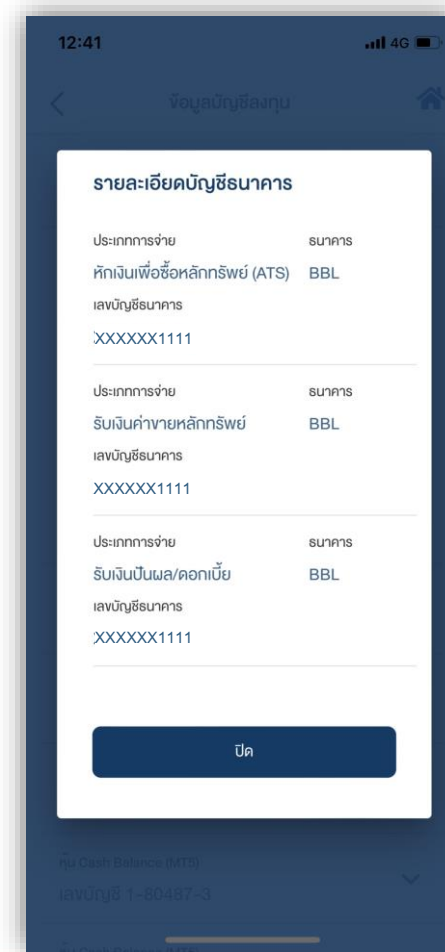 12:41 4G
ข้อมูลบัญชีลงทุน
รายละเอียดบัญชีธนาคาร
ประเภทการจ่าย ธนาคาร
หักเงินเพื่อซื้อหลักทรัพย์ (ATS) BBL
เลขบัญชีธนาคาร
XXXXXX1111
ประเภทการจ่าย ธนาคาร
รับเงินค่าขายหลักทรัพย์ BBL
เลขบัญชีธนาคาร
XXXXXX1111
ประเภทการจ่าย ธนาคาร
รับเงินปันผล/ดอกเบี้ย BBL
เลขบัญชีธนาคาร
XXXXXX1111
ปิด
หุ้น Cash Balance (MTS)
เลขบัญชี 1-80487-3